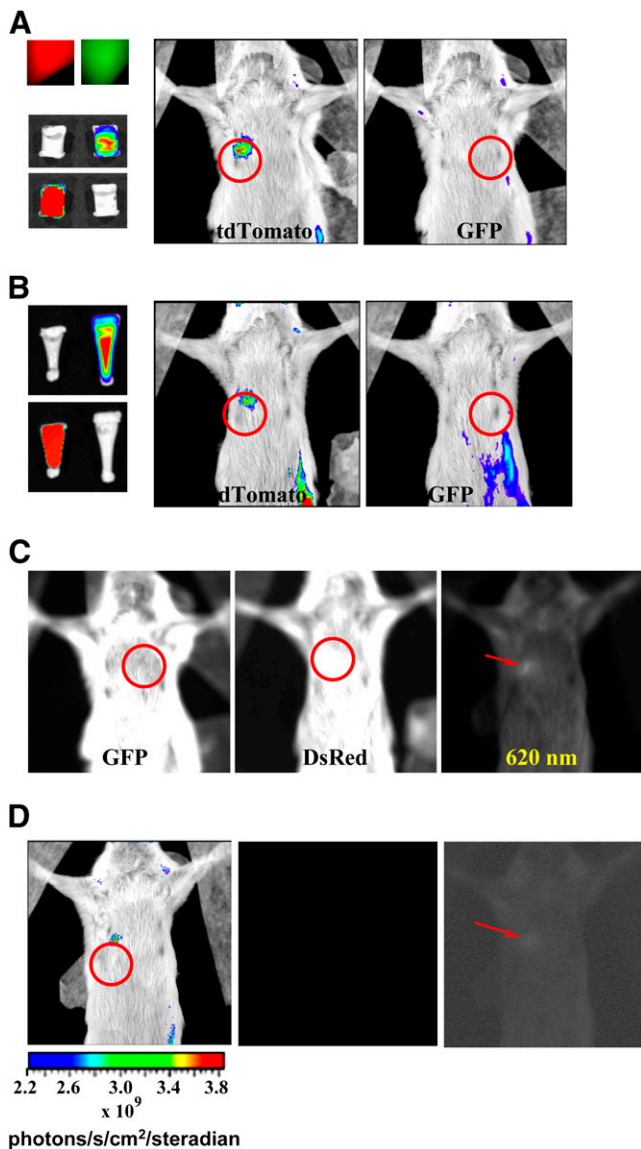 A
tdTomato
GFP
B
dTomato
GFP
C
GFP
DsRed
620 nm
D
2.2 2.6 3.0 3.4 3.8
x 10⁹
photons/s/cm²/steradian